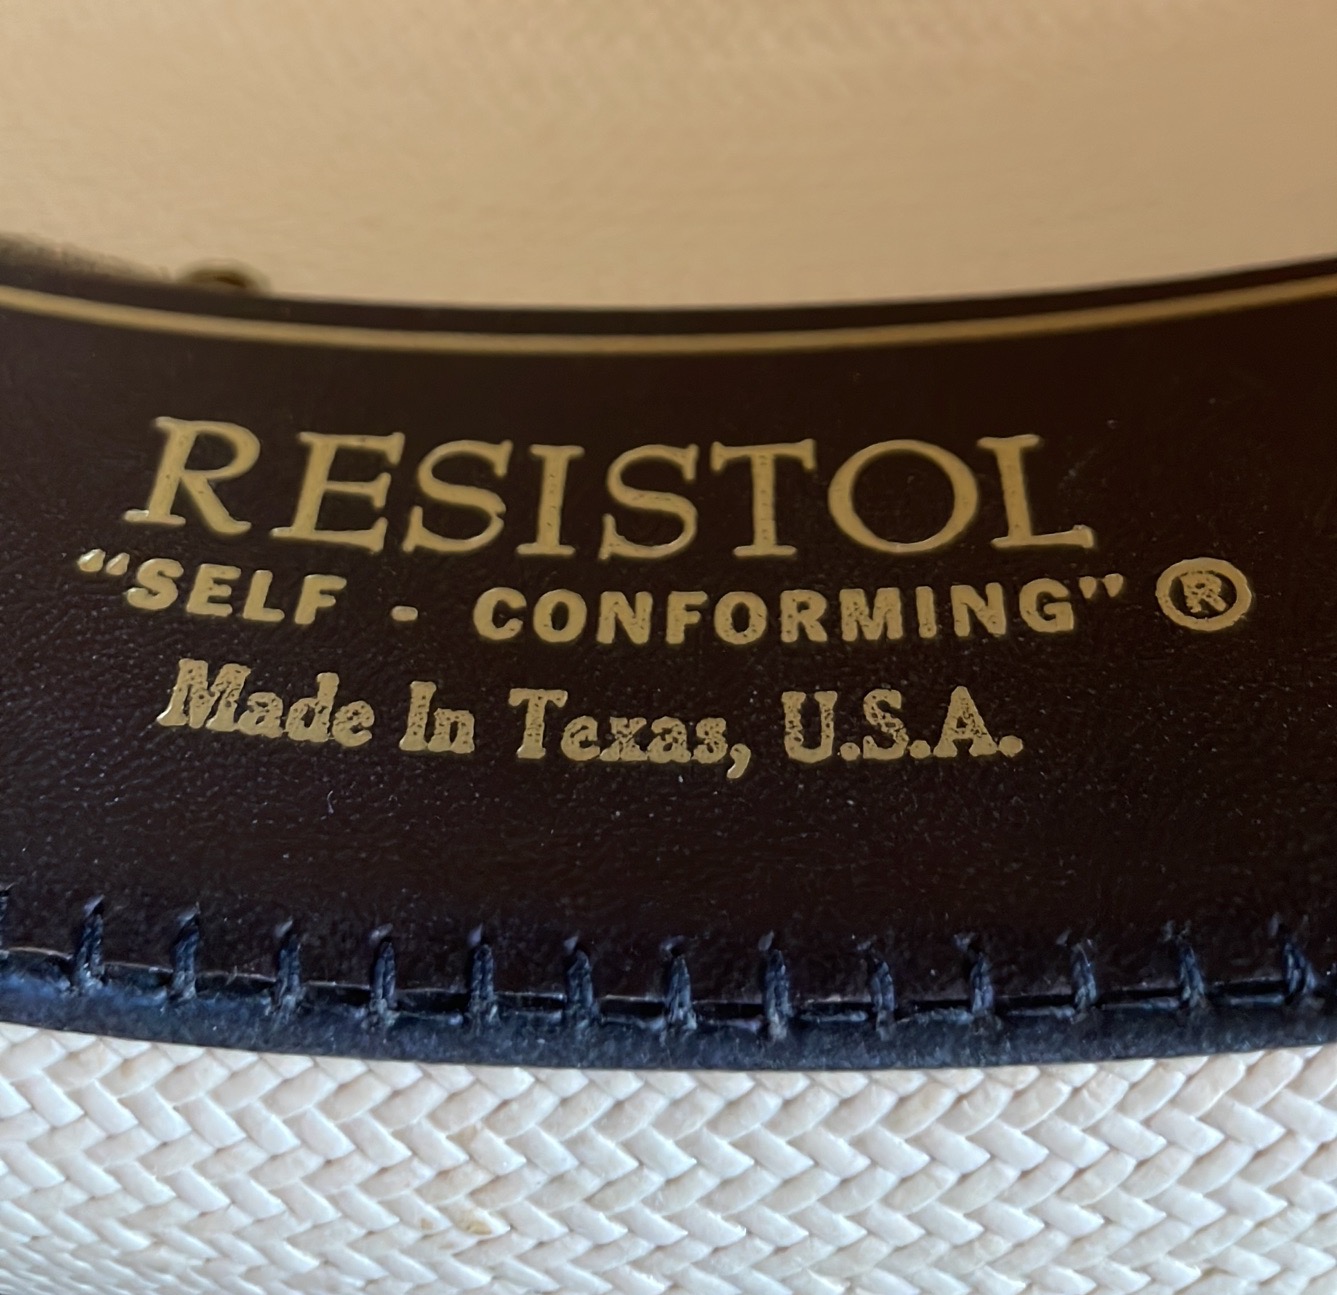 RESISTOL
“SELF - CONFORMING” ®
Made In Texas, U.S.A.